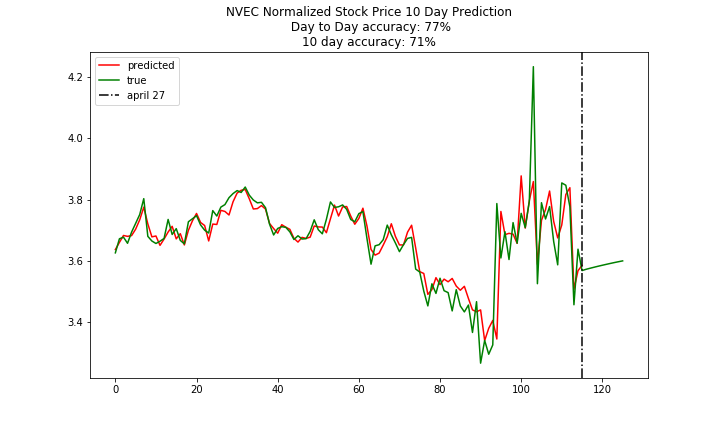 NVEC Normalized Stock Price 10 Day Prediction
Day to Day accuracy: 77%
10 day accuracy: 71%
predicted
true
april 27
4.2
4.0
3.8
3.6
3.4
0 20 40 60 80 100 120